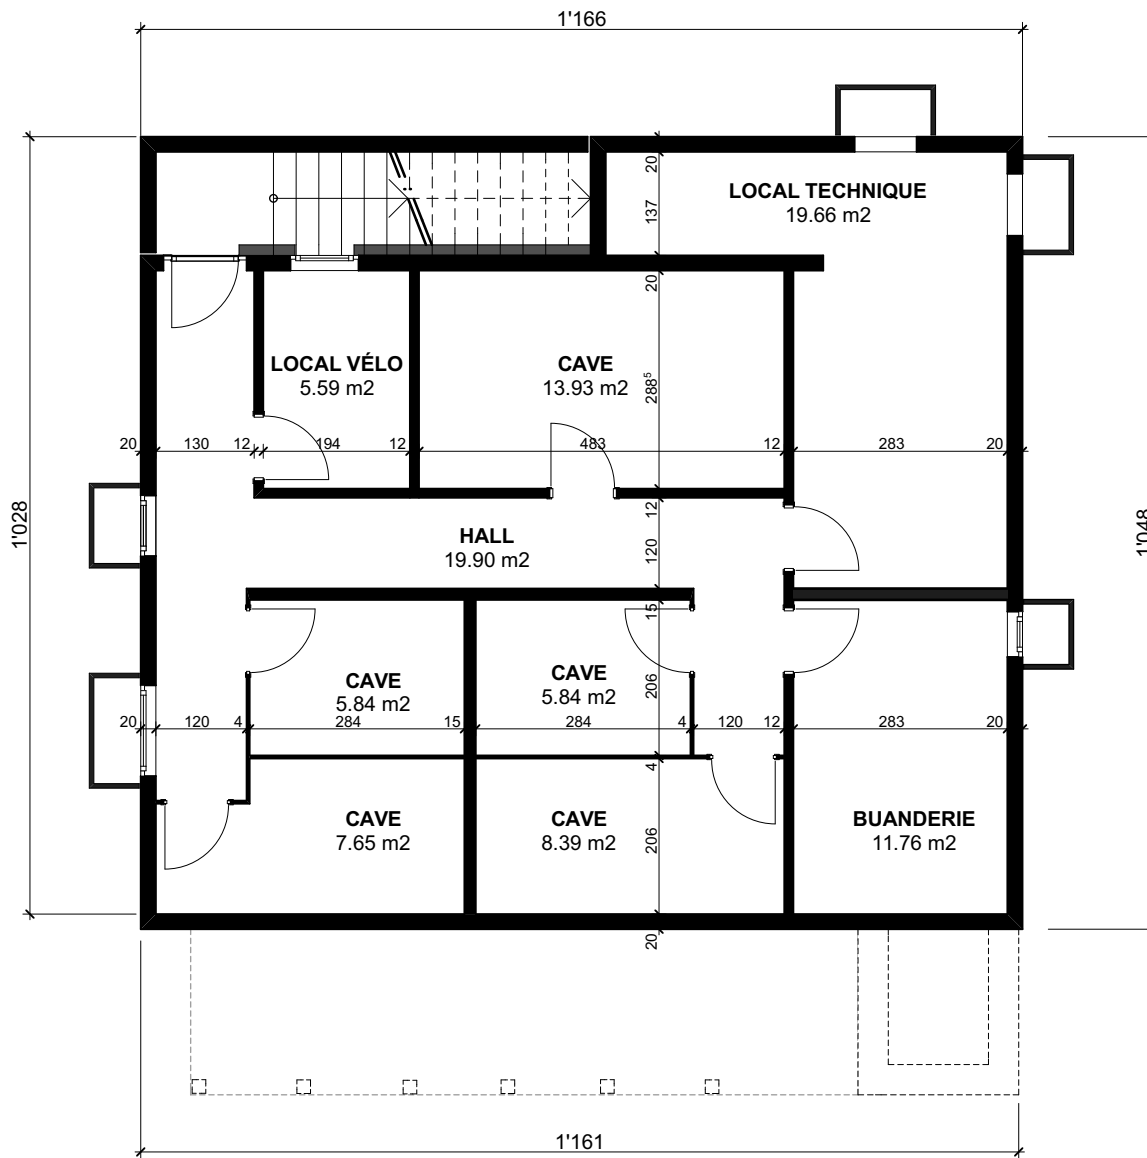 1'166
20
137
LOCAL TECHNIQUE
19.66 m2
20
LOCAL VÉLO
5.59 m2
CAVE
13.93 m2
288⁵
20 130 12 194 12 483 12 283 20
1'028
1'048
12
HALL
19.90 m2
120
15
CAVE
5.84 m2
CAVE
5.84 m2
206
20 120 4 284 15 284 4 120 12 283 20
4
CAVE
7.65 m2
CAVE
8.39 m2
206
BUANDERIE
11.76 m2
20
1'161